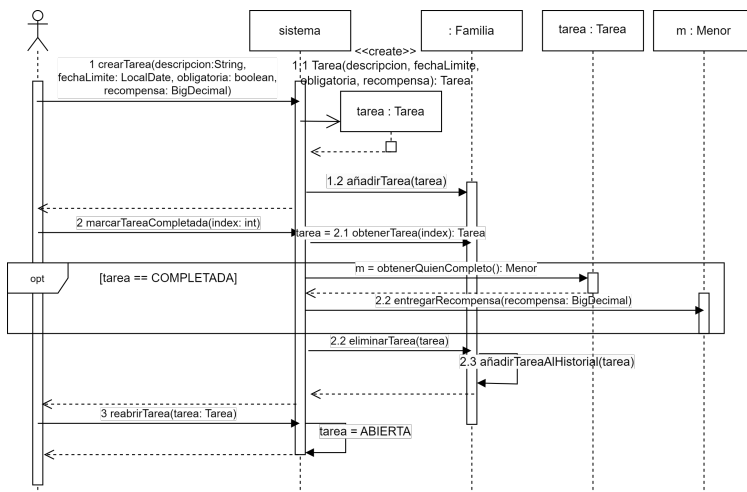 sistema
: Familia
tarea : Tarea
m : Menor
<<create>>
1 crearTarea(descripcion:String,
fechaLimite: LocalDate, obligatoria: boolean,
recompensa: BigDecimal)
1.1 Tarea(descripcion, fechaLimite,
obligatoria, recompensa): Tarea
tarea : Tarea
1.2 añadirTarea(tarea)
2 marcarTareaCompletada(index: int)
tarea = 2.1 obtenerTarea(index): Tarea
opt
[tarea == COMPLETADA]
m = obtenerQuienCompleto(): Menor
2.2 entregarRecompensa(recompensa: BigDecimal)
2.2 eliminarTarea(tarea)
2.3 añadirTareaAlHistorial(tarea)
3 reabrirTarea(tarea: Tarea)
tarea = ABIERTA